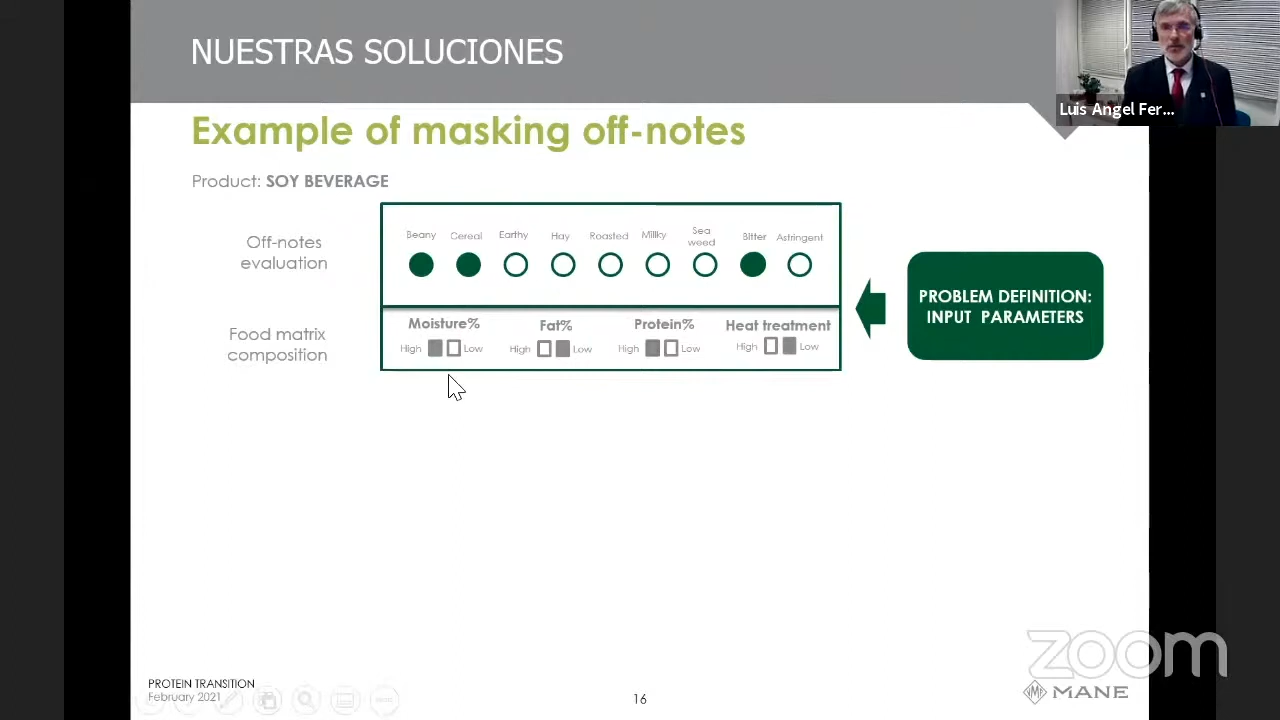 NUESTRAS SOLUCIONES
Luis Angel Fer...
Example of masking off-notes
Product: SOY BEVERAGE
Off-notes
evaluation
Beany Cereal Earthy Hay Roasted Millky Sea
weed Bitter Astringent
Food matrix
composition
Moisture% Fat% Protein% Heat treatment
High Low High Low High Low High Low
PROBLEM DEFINITION:
INPUT PARAMETERS
PROTEIN TRANSITION
February 2021
16
zoom
MANE